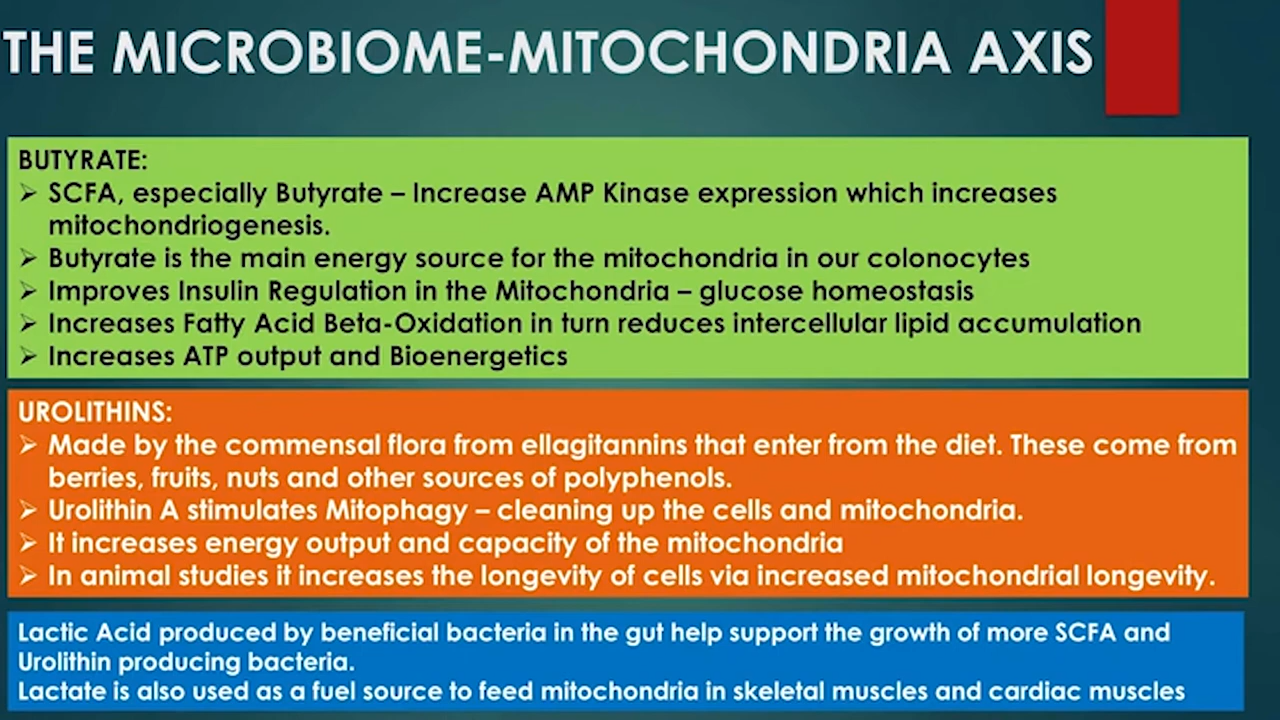 THE MICROBIOME-MITOCHONDRIA AXIS
BUTYRATE:
➢ SCFA, especially Butyrate – Increase AMP Kinase expression which increases
mitochondriogenesis.
➢ Butyrate is the main energy source for the mitochondria in our colonocytes
➢ Improves Insulin Regulation in the Mitochondria – glucose homeostasis
➢ Increases Fatty Acid Beta-Oxidation in turn reduces intercellular lipid accumulation
➢ Increases ATP output and Bioenergetics
UROLITHINS:
➢ Made by the commensal flora from ellagitannins that enter from the diet. These come from
berries, fruits, nuts and other sources of polyphenols.
➢ Urolithin A stimulates Mitophagy – cleaning up the cells and mitochondria.
➢ It increases energy output and capacity of the mitochondria
➢ In animal studies it increases the longevity of cells via increased mitochondrial longevity.
Lactic Acid produced by beneficial bacteria in the gut help support the growth of more SCFA and
Urolithin producing bacteria.
Lactate is also used as a fuel source to feed mitochondria in skeletal muscles and cardiac muscles